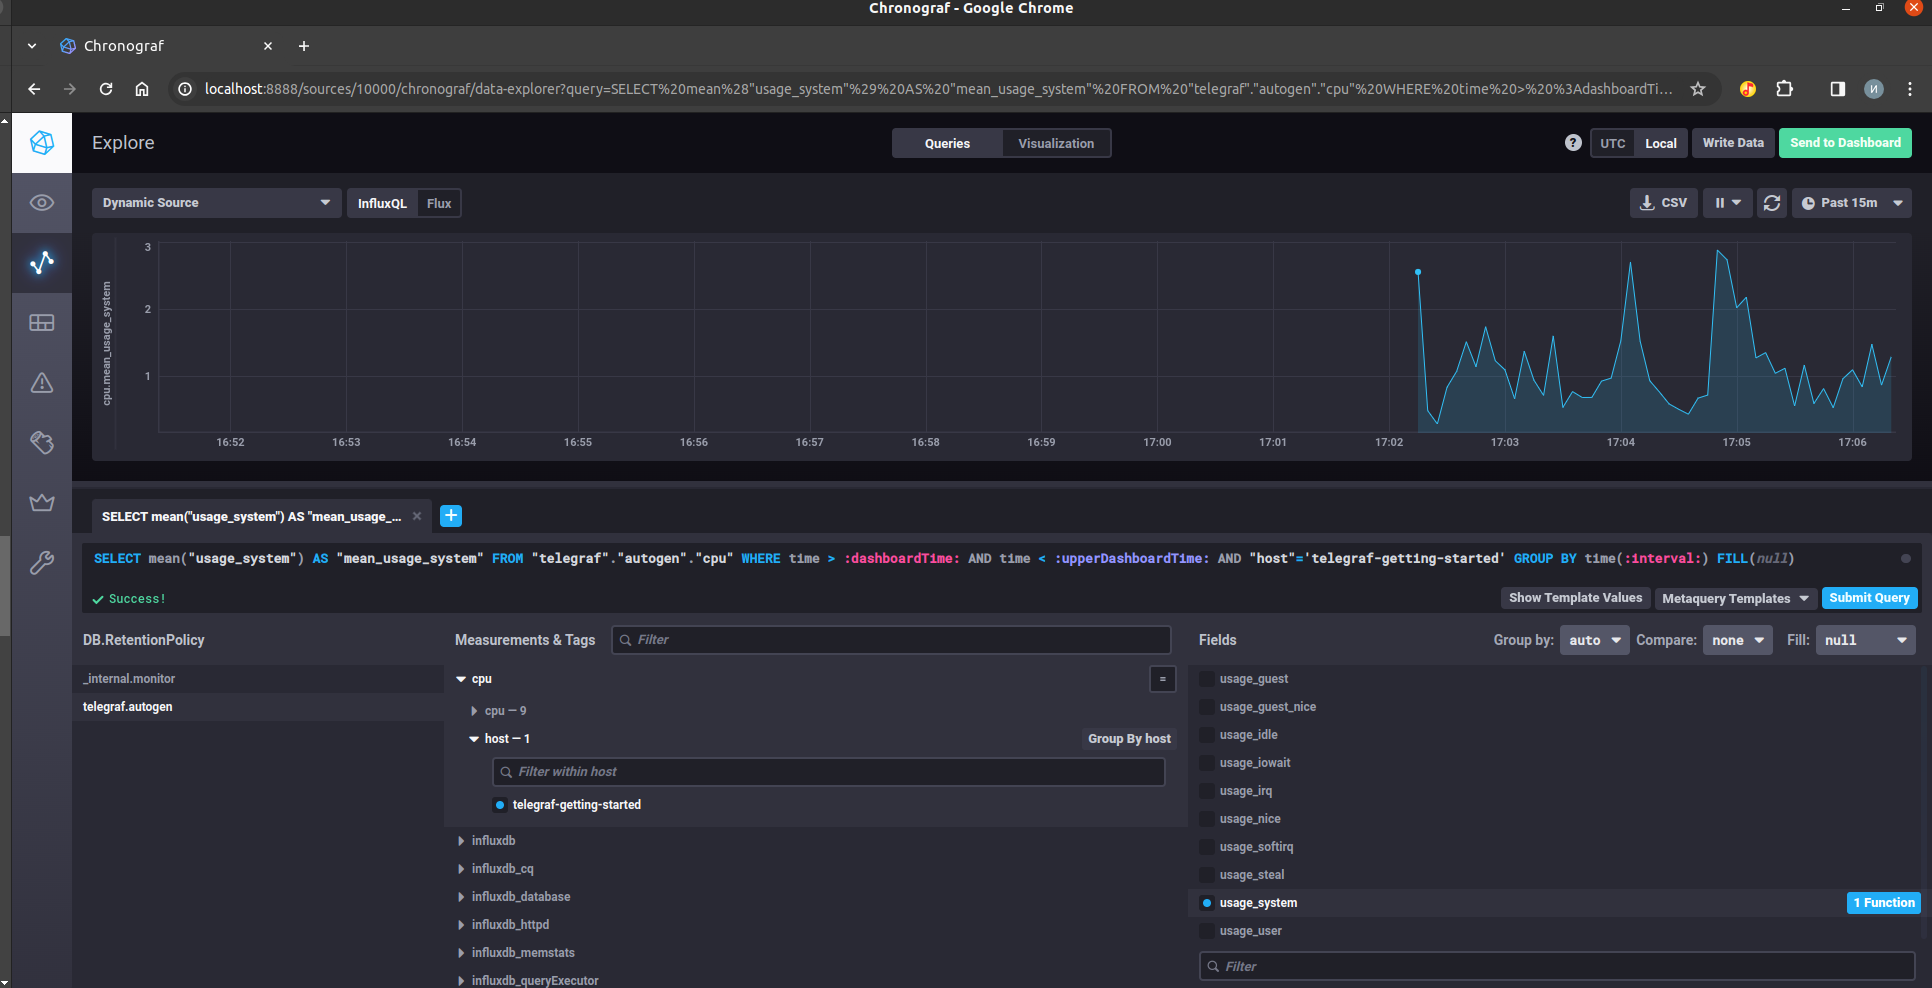 Chronograf - Google Chrome
Chronograf
localhost:8888/sources/10000/chronograf/data-explorer?query=SELECT%20mean%28"usage_system"%29%20AS%20"mean_usage_system"%20FROM%20"telegraf"."autogen"."cpu"%20WHERE%20time%20>%20%3AdashboardTi...
И
Explore
Queries
Visualization
?
UTC
Local
Write Data
Send to Dashboard
Dynamic Source
InfluxQL
Flux
CSV
Past 15m
cpu.mean_usage_system
3
2
1
16:52
16:53
16:54
16:55
16:56
16:57
16:58
16:59
17:00
17:01
17:02
17:03
17:04
17:05
17:06
SELECT mean("usage_system") AS "mean_usage_...
SELECT mean("usage_system") AS "mean_usage_system" FROM "telegraf"."autogen"."cpu" WHERE time > :dashboardTime: AND time < :upperDashboardTime: AND "host"='telegraf-getting-started' GROUP BY time(:interval:) FILL(null)
Success!
Show Template Values
Metaquery Templates
Submit Query
DB.RetentionPolicy
_internal.monitor
telegraf.autogen
Measurements & Tags
Filter
cpu
=
cpu — 9
host — 1
Group By host
Filter within host
telegraf-getting-started
influxdb
influxdb_cq
influxdb_database
influxdb_httpd
influxdb_memstats
influxdb_queryExecutor
Fields
Group by:
auto
Compare:
none
Fill:
null
usage_guest
usage_guest_nice
usage_idle
usage_iowait
usage_irq
usage_nice
usage_softirq
usage_steal
usage_system
1 Function
usage_user
Filter